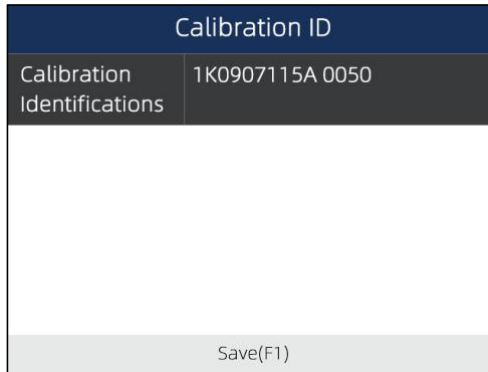 Calibration ID
Calibration 1K0907115A 0050
Identifications
Save(F1)